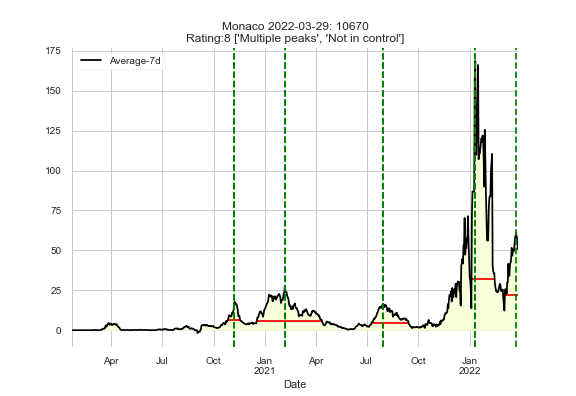 Monaco 2022-03-29: 10670
Rating:8 ['Multiple peaks', 'Not in control']
Average-7d
175
150
125
100
75
50
25
0
Apr Jul Oct Jan Apr Jul Oct Jan
2021 2022
Date